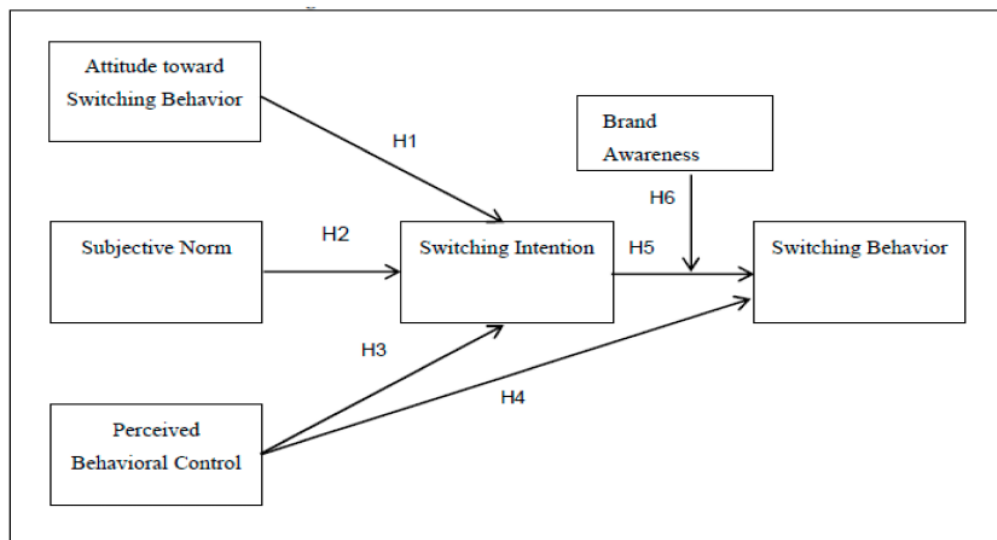 Attitude toward
Switching Behavior
H1
Brand
Awareness
H6
Subjective Norm
H2
Switching Intention
H5
Switching Behavior
H3
H4
Perceived
Behavioral Control